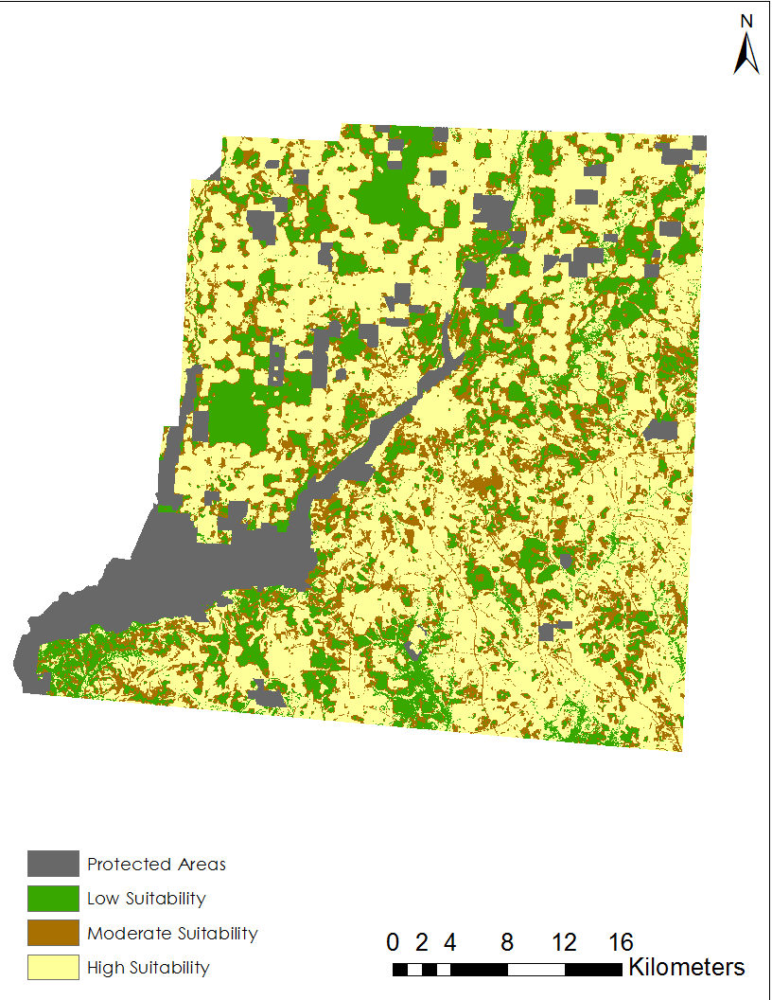 N
Protected Areas
Low Suitability
Moderate Suitability
High Suitability
0 2 4 8 12 16
Kilometers